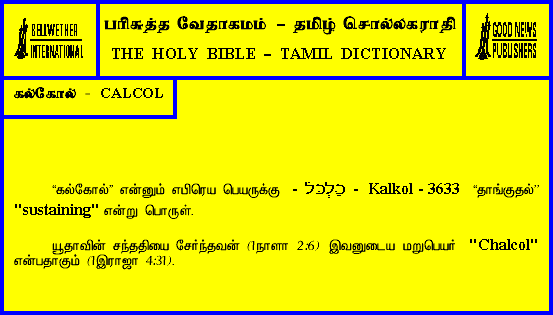 BELLWETHER
INTERNATIONAL
பரிசுத்த வேதாகமம் – தமிழ் சொல்லகராதி
THE HOLY BIBLE – TAMIL DICTIONARY
GOOD NEWS
PUBLISHERS
கல்கோல் - CALCOL
“கல்கோல்” என்னும் எபிரெய பெயருக்கு - כַּלְכֹּל - Kalkol - 3633 “தாங்குதல்”
"sustaining" என்று பொருள்.
யூதாவின் சந்ததியை சேர்ந்தவன் (1நாளா 2:6) இவனுடைய மறுபெயர் "Chalcol"
என்பதாகும் (1இராஜா 4:31).